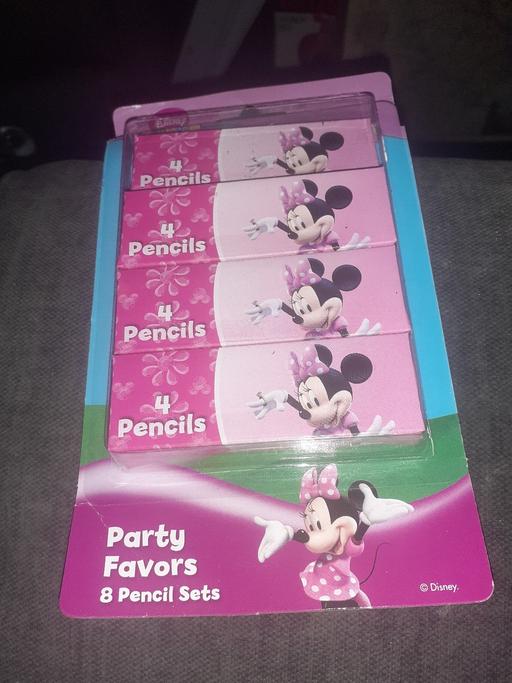 4
Pencils
4
Pencils
4
Pencils
4
Pencils
Party
Favors
8 Pencil Sets
© Disney.